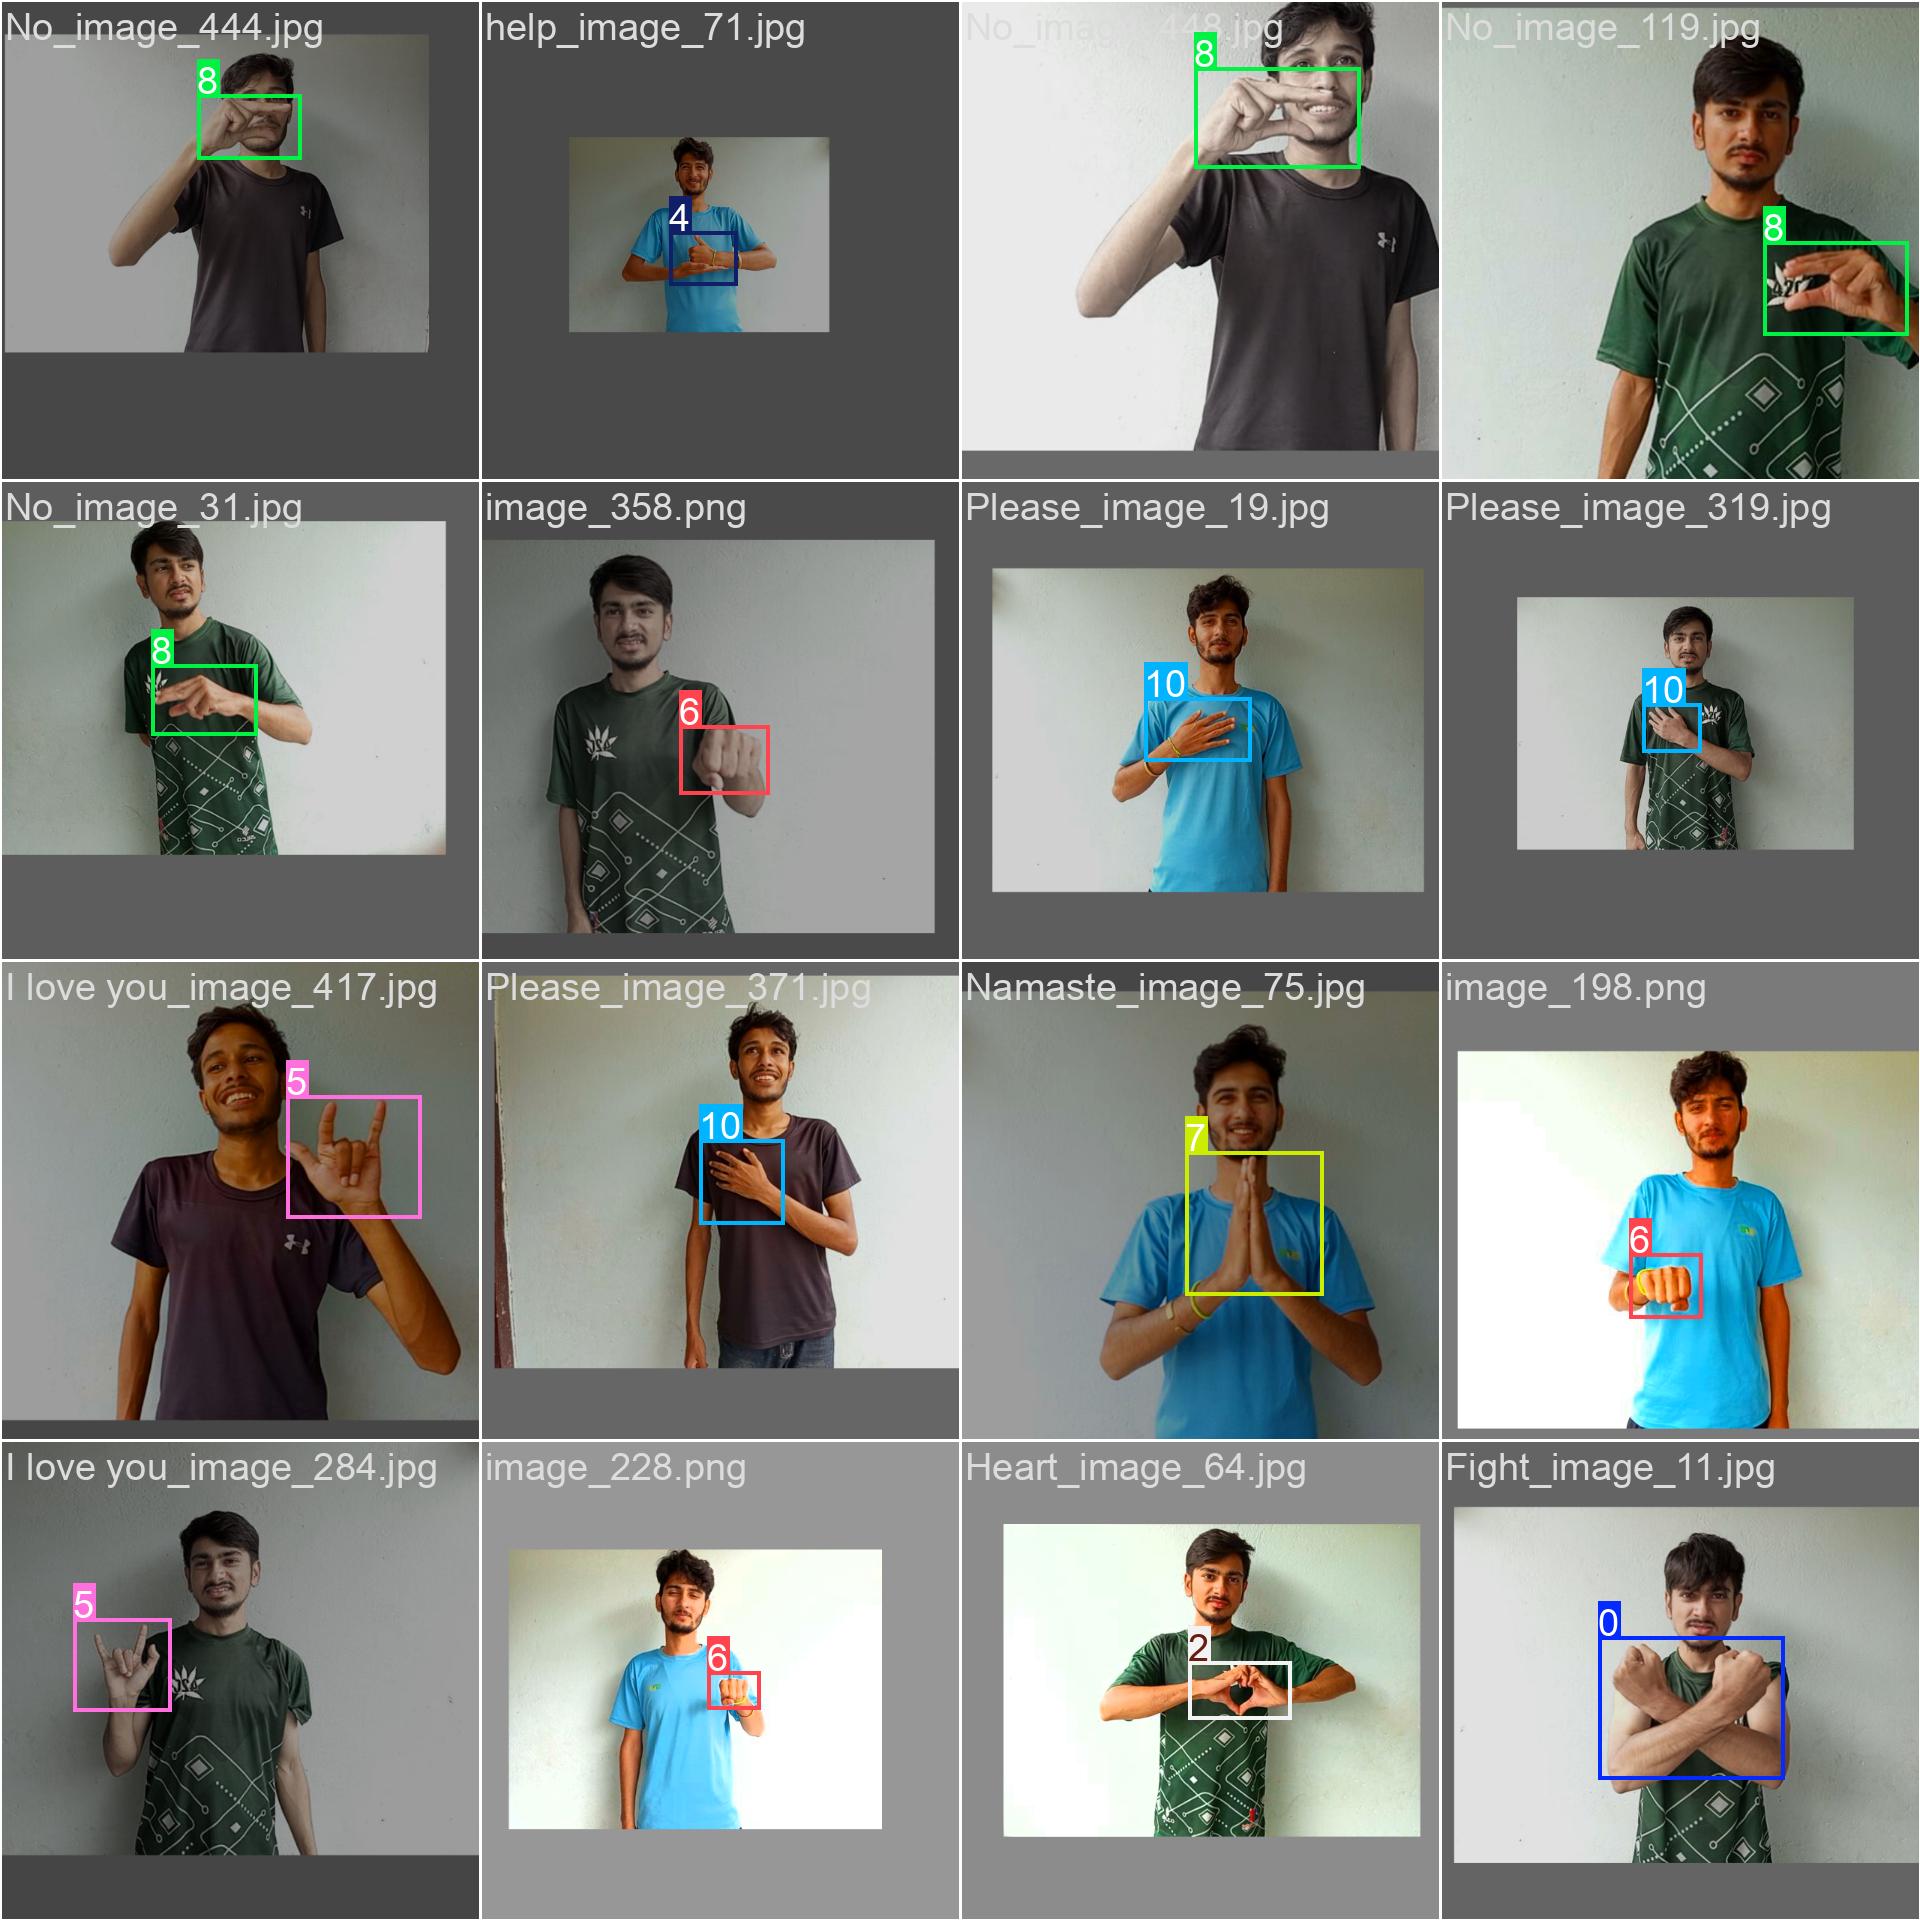 No_image_444.jpg
8
help_image_71.jpg
4
No_image_448.jpg
8
No_image_119.jpg
8
No_image_31.jpg
8
image_358.png
6
Please_image_19.jpg
10
Please_image_319.jpg
10
I love you_image_417.jpg
5
Please_image_371.jpg
10
Namaste_image_75.jpg
7
image_198.png
6
I love you_image_284.jpg
5
image_228.png
6
Heart_image_64.jpg
2
Fight_image_11.jpg
0